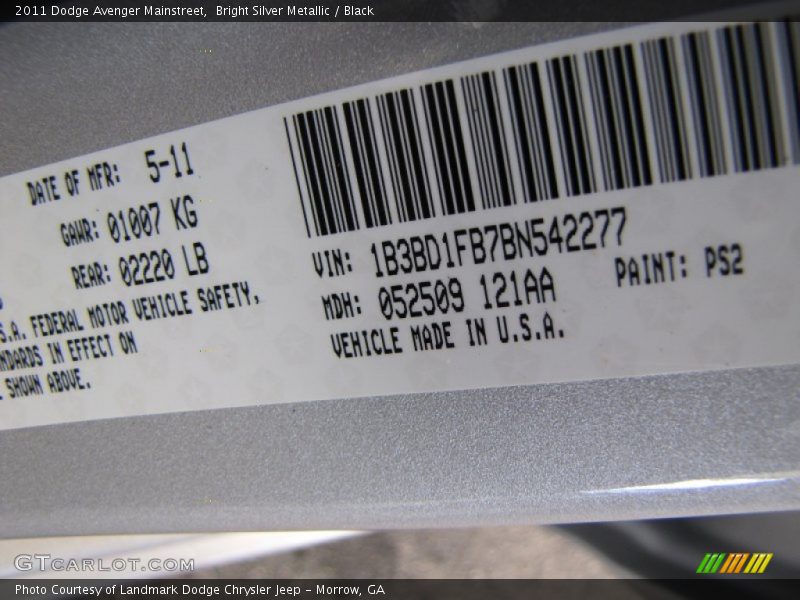 2011 Dodge Avenger Mainstreet, Bright Silver Metallic / Black
DATE OF MFR: 5-11
GAWR: 01007 KG
REAR: 02220 LB
S.A. FEDERAL MOTOR VEHICLE SAFETY,
NDARDS IN EFFECT ON
SHOWN ABOVE.
VIN: 1B3BD1FB7BN542277
MDH: 052509 121AA
PAINT: PS2
VEHICLE MADE IN U.S.A.
GTCARLOT.COM
Photo Courtesy of Landmark Dodge Chrysler Jeep - Morrow, GA